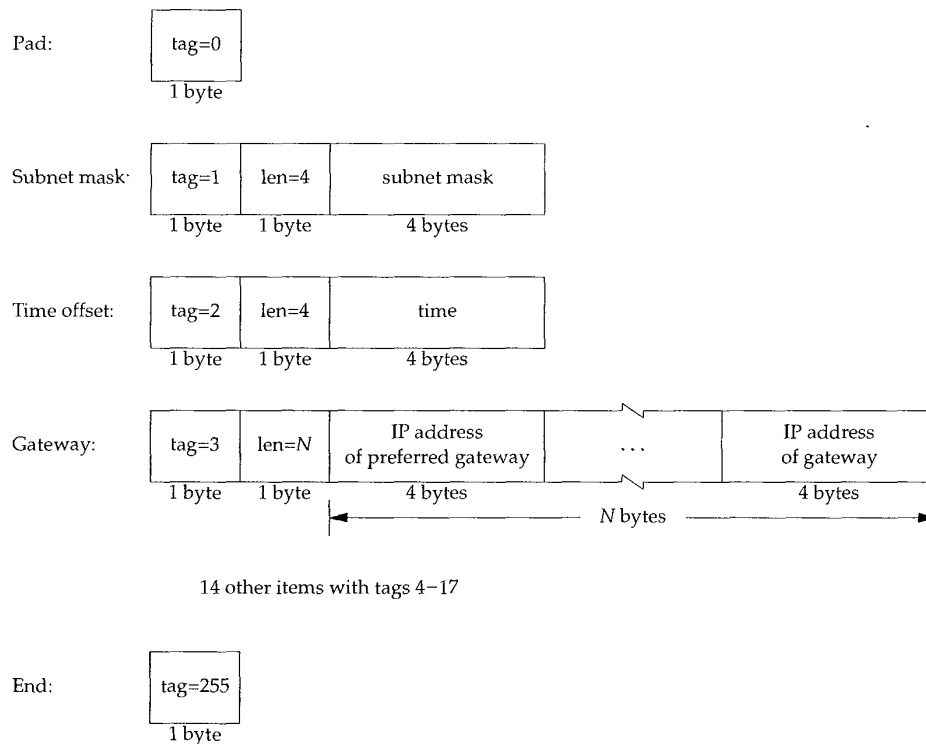 Pad:
tag=0
1 byte
Subnet mask
tag=1 len=4 subnet mask
1 byte 1 byte 4 bytes
Time offset:
tag=2 len=4 time
1 byte 1 byte 4 bytes
Gateway:
tag=3 len=N IP address of preferred gateway ... IP address of gateway
1 byte 1 byte 4 bytes 4 bytes
N bytes
14 other items with tags 4–17
End:
tag=255
1 byte